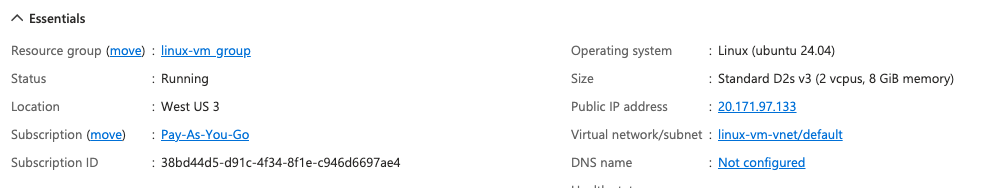 Essentials
Resource group (move) : linux-vm_group
Status : Running
Location : West US 3
Subscription (move) : Pay-As-You-Go
Subscription ID : 38bd44d5-d91c-4f34-8f1e-c946d6697ae4
Operating system : Linux (ubuntu 24.04)
Size : Standard D2s v3 (2 vcpus, 8 GiB memory)
Public IP address : 20.171.97.133
Virtual network/subnet : linux-vm-vnet/default
DNS name : Not configured